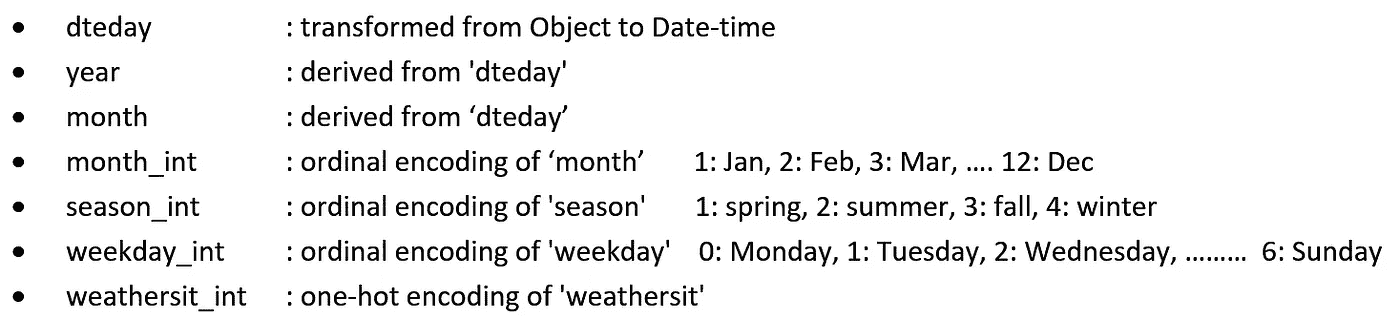 • dteday : transformed from Object to Date-time
• year : derived from 'dteday'
• month : derived from ‘dteday’
• month_int : ordinal encoding of ‘month’ 1: Jan, 2: Feb, 3: Mar, …. 12: Dec
• season_int : ordinal encoding of 'season' 1: spring, 2: summer, 3: fall, 4: winter
• weekday_int : ordinal encoding of 'weekday' 0: Monday, 1: Tuesday, 2: Wednesday, ……… 6: Sunday
• weathersit_int : one-hot encoding of 'weathersit'